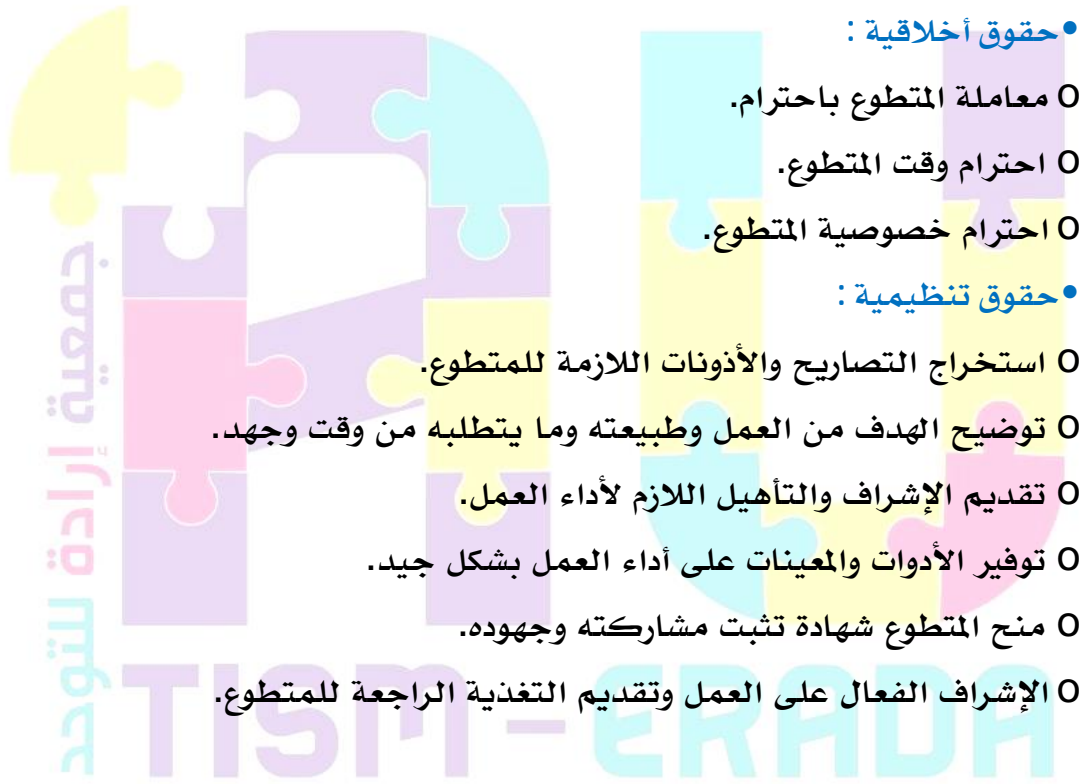 •حقوق أخلاقية :
o معاملة المتطوع باحترام.
o احترام وقت المتطوع.
o احترام خصوصية المتطوع.
•حقوق تنظيمية :
o استخراج التصاريح والأذونات اللازمة للمتطوع.
o توضيح الهدف من العمل وطبيعته وما يتطلبه من وقت وجهد.
o تقديم الإشراف والتأهيل اللازم لأداء العمل.
o توفير الأدوات والمعينات على أداء العمل بشكل جيد.
o منح المتطوع شهادة تثبت مشاركته وجهوده.
o الإشراف الفعال على العمل وتقديم التغذية الراجعة للمتطوع.
جمعية إرادة للتوحد
AU
TISM – ERADA